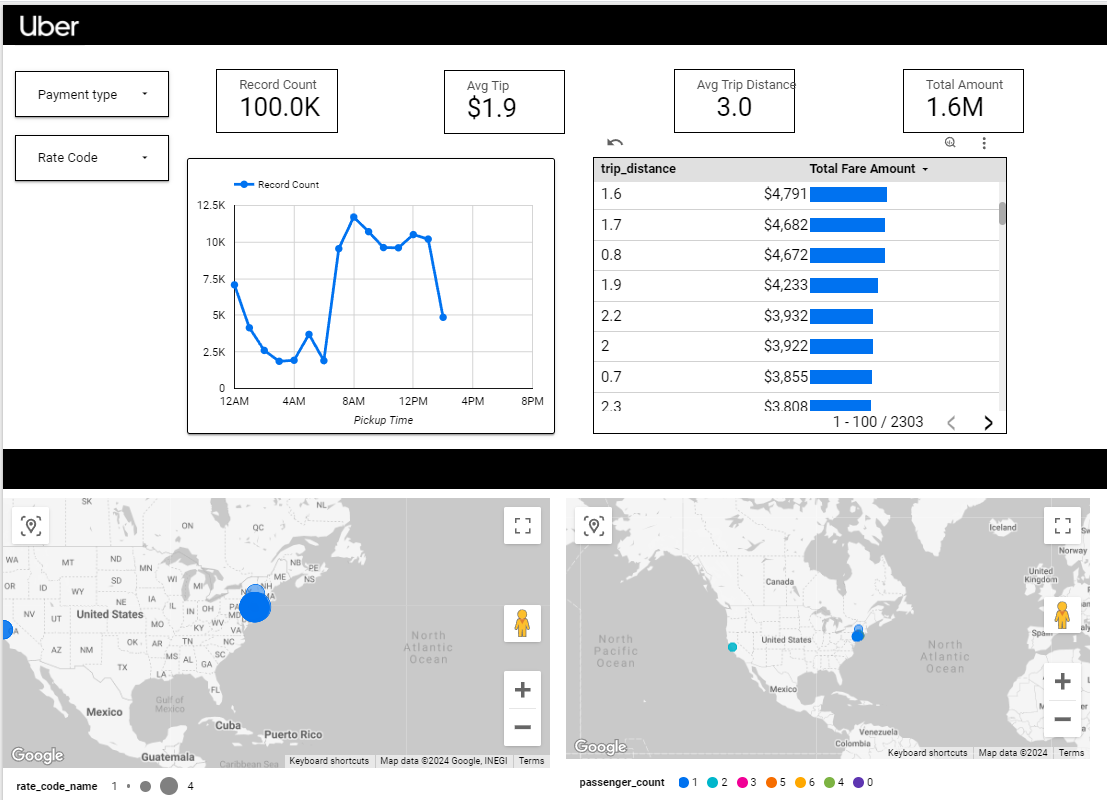 Uber
Payment type
Rate Code
Record Count
100.0K
Avg Tip
$1.9
Avg Trip Distance
3.0
Total Amount
1.6M
Record Count
12.5K
10K
7.5K
5K
2.5K
0
12AM 4AM 8AM 12PM 4PM 8PM
Pickup Time
trip_distance Total Fare Amount
1.6 $4,791
1.7 $4,682
0.8 $4,672
1.9 $4,233
2.2 $3,932
2 $3,922
0.7 $3,855
2.3 $3,808
1 - 100 / 2303
SK
NL
ON
QC
WA
MT
ND
MN
NB
PE
NS
ME
OR
ID
WY
SD
WI
MI
NH
MA
NV
UT
United States
NE
IA
IL
IN
OH
PA
MD
MO
KY
WV
VA
AZ
NM
OK
AR
TN
NC
SC
TX
MS
AL
GA
LA
FL
North
Atlantic
Ocean
Gulf of
Mexico
Mexico
Cuba
Puerto Rico
Guatemala
Caribbean Sea
Google
Keyboard shortcuts Map data ©2024 Google, INEGI Terms
rate_code_name 1 4
Iceland
Norway
United
Kingdom
Canada
Spain
North
Pacific
Ocean
United States
North
Atlantic
Ocean
Mexico
Venezuela
Colombia
Google
Keyboard shortcuts Map data ©2024 Terms
passenger_count 1 2 3 5 6 4 0